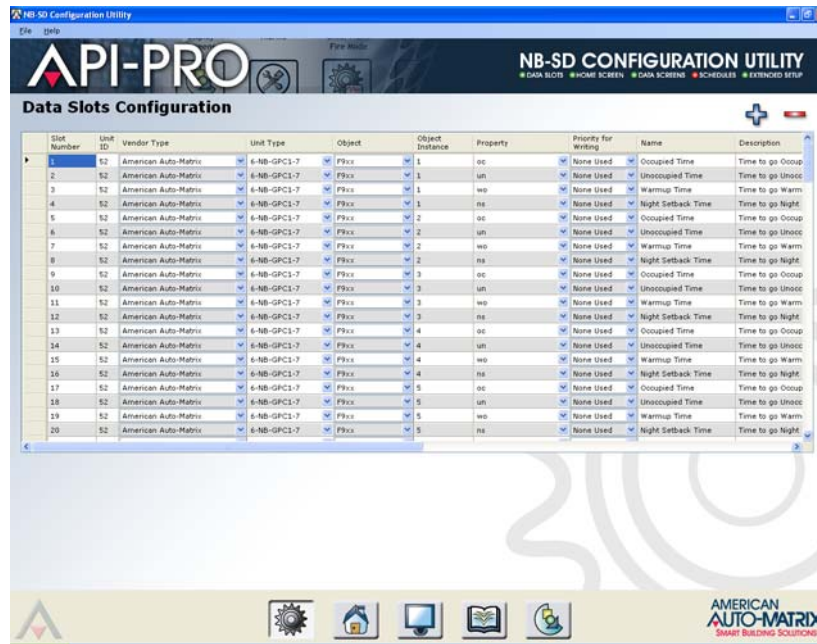 NB-SD Configuration Utility
File Help
API-PRO
Fire Mode
NB-SD CONFIGURATION UTILITY
DATA SLOTS HOME SCREEN DATA SCREENS SCHEDULES EXTENDED SETUP
Data Slots Configuration
Slot Number Unit ID Vendor Type Unit Type Object Object Instance Property Priority for Writing Name Description
1 52 American Auto-Matrix 6-NB-GPC1-7 F9xx 1 oc None Used Occupied Time Time to go Occup
2 52 American Auto-Matrix 6-NB-GPC1-7 F9xx 1 un None Used Unoccupied Time Time to go Unocc
3 52 American Auto-Matrix 6-NB-GPC1-7 F9xx 1 wo None Used Warmup Time Time to go Warm
4 52 American Auto-Matrix 6-NB-GPC1-7 F9xx 1 ns None Used Night Setback Time Time to go Night
5 52 American Auto-Matrix 6-NB-GPC1-7 F9xx 2 oc None Used Occupied Time Time to go Occup
6 52 American Auto-Matrix 6-NB-GPC1-7 F9xx 2 un None Used Unoccupied Time Time to go Unocc
7 52 American Auto-Matrix 6-NB-GPC1-7 F9xx 2 wo None Used Warmup Time Time to go Warm
8 52 American Auto-Matrix 6-NB-GPC1-7 F9xx 2 ns None Used Night Setback Time Time to go Night
9 52 American Auto-Matrix 6-NB-GPC1-7 F9xx 3 oc None Used Occupied Time Time to go Occup
10 52 American Auto-Matrix 6-NB-GPC1-7 F9xx 3 un None Used Unoccupied Time Time to go Unocc
11 52 American Auto-Matrix 6-NB-GPC1-7 F9xx 3 wo None Used Warmup Time Time to go Warm
12 52 American Auto-Matrix 6-NB-GPC1-7 F9xx 3 ns None Used Night Setback Time Time to go Night
13 52 American Auto-Matrix 6-NB-GPC1-7 F9xx 4 oc None Used Occupied Time Time to go Occup
14 52 American Auto-Matrix 6-NB-GPC1-7 F9xx 4 un None Used Unoccupied Time Time to go Unocc
15 52 American Auto-Matrix 6-NB-GPC1-7 F9xx 4 wo None Used Warmup Time Time to go Warm
16 52 American Auto-Matrix 6-NB-GPC1-7 F9xx 4 ns None Used Night Setback Time Time to go Night
17 52 American Auto-Matrix 6-NB-GPC1-7 F9xx 5 oc None Used Occupied Time Time to go Occup
18 52 American Auto-Matrix 6-NB-GPC1-7 F9xx 5 un None Used Unoccupied Time Time to go Unocc
19 52 American Auto-Matrix 6-NB-GPC1-7 F9xx 5 wo None Used Warmup Time Time to go Warm
20 52 American Auto-Matrix 6-NB-GPC1-7 F9xx 5 ns None Used Night Setback Time Time to go Night
AMERICAN
AUTO-MATRIX
SMART BUILDING SOLUTIONS